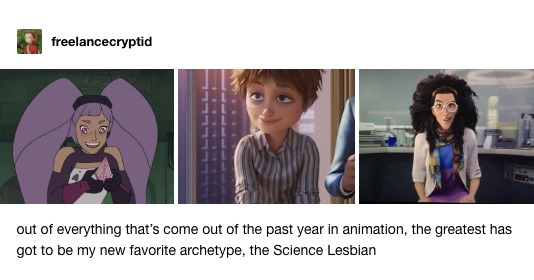 freelancecryptid
out of everything that's come out of the past year in animation, the greatest has
got to be my new favorite archetype, the Science Lesbian